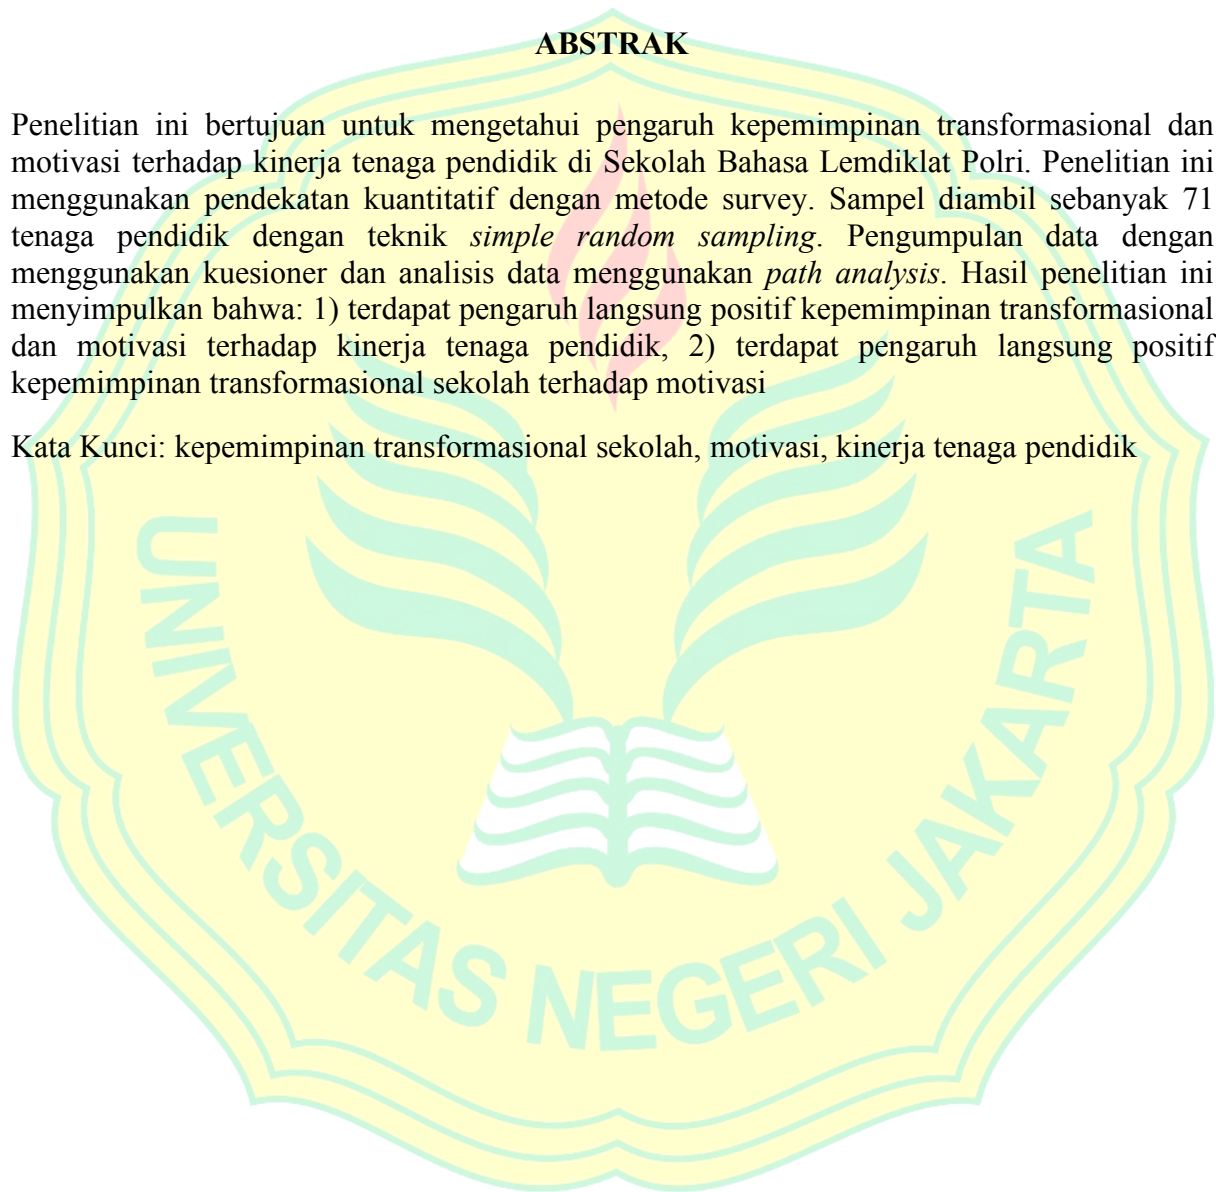 ABSTRAK
Penelitian ini bertujuan untuk mengetahui pengaruh kepemimpinan transformasional dan
motivasi terhadap kinerja tenaga pendidik di Sekolah Bahasa Lemdiklat Polri. Penelitian ini
menggunakan pendekatan kuantitatif dengan metode survey. Sampel diambil sebanyak 71
tenaga pendidik dengan teknik simple random sampling. Pengumpulan data dengan
menggunakan kuesioner dan analisis data menggunakan path analysis. Hasil penelitian ini
menyimpulkan bahwa: 1) terdapat pengaruh langsung positif kepemimpinan transformasional
dan motivasi terhadap kinerja tenaga pendidik, 2) terdapat pengaruh langsung positif
kepemimpinan transformasional sekolah terhadap motivasi
Kata Kunci: kepemimpinan transformasional sekolah, motivasi, kinerja tenaga pendidik
UNIVERSITAS NEGERI JAKARTA